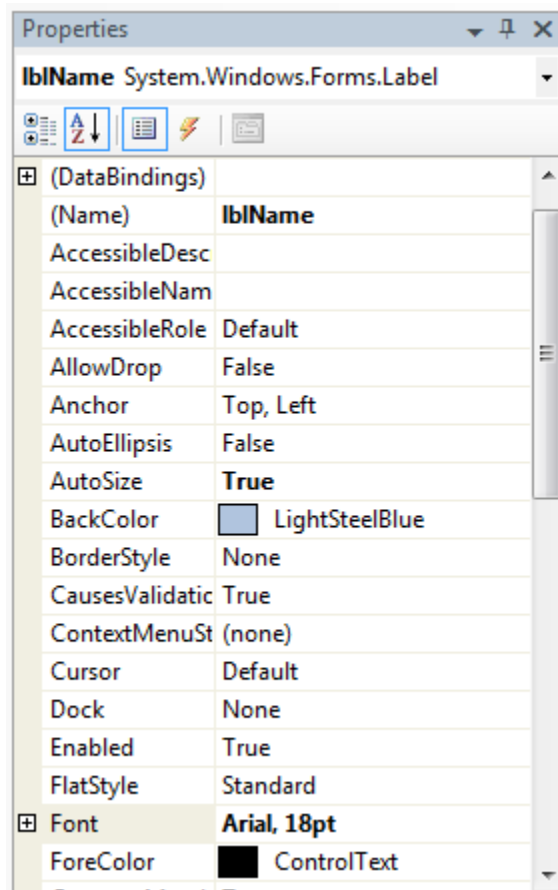 Properties
lblName System.Windows.Forms.Label
(DataBindings)
(Name) lblName
AccessibleDesc
AccessibleNam
AccessibleRole Default
AllowDrop False
Anchor Top, Left
AutoEllipsis False
AutoSize True
BackColor LightSteelBlue
BorderStyle None
CausesValidatic True
ContextMenuSt (none)
Cursor Default
Dock None
Enabled True
FlatStyle Standard
Font Arial, 18pt
ForeColor ControlText